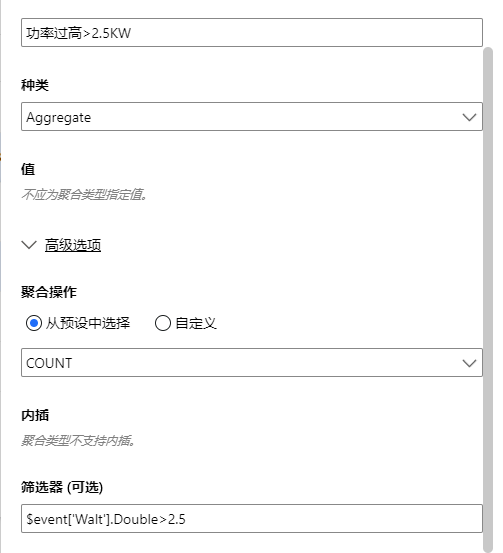 功率过高>2.5KW
种类
Aggregate
值
不应为聚合类型指定值。
高级选项
聚合操作
从预设中选择 自定义
COUNT
内插
聚合类型不支持内插。
筛选器 (可选)
$event['Walt'].Double>2.5